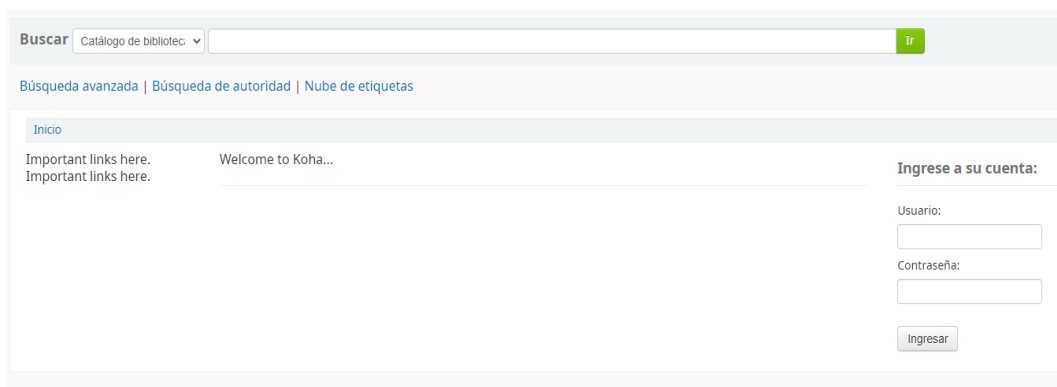 Buscar Catálogo de bibliotec Ir
Búsqueda avanzada | Búsqueda de autoridad | Nube de etiquetas
Inicio
Important links here.
Important links here.
Welcome to Koha...
Ingrese a su cuenta:
Usuario:
Contraseña:
Ingresar